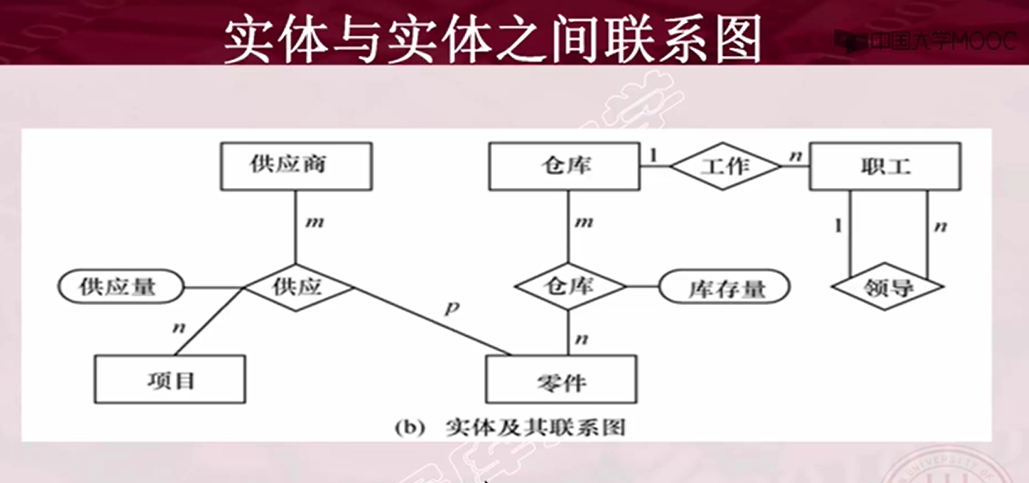 实体与实体之间联系图
中国大学MOOC
供应商
仓库
1
工作
n
职工
m
m
1
n
供应量
供应
仓库
库存量
领导
n
p
n
项目
零件
(b) 实体及其联系图